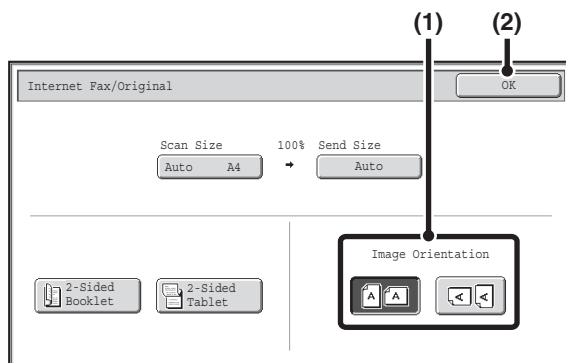 (1) (2)
Internet Fax/Original OK
Scan Size 100% Send Size
Auto A4 → Auto
Image Orientation
2-Sided Booklet
2-Sided Tablet
A A A A